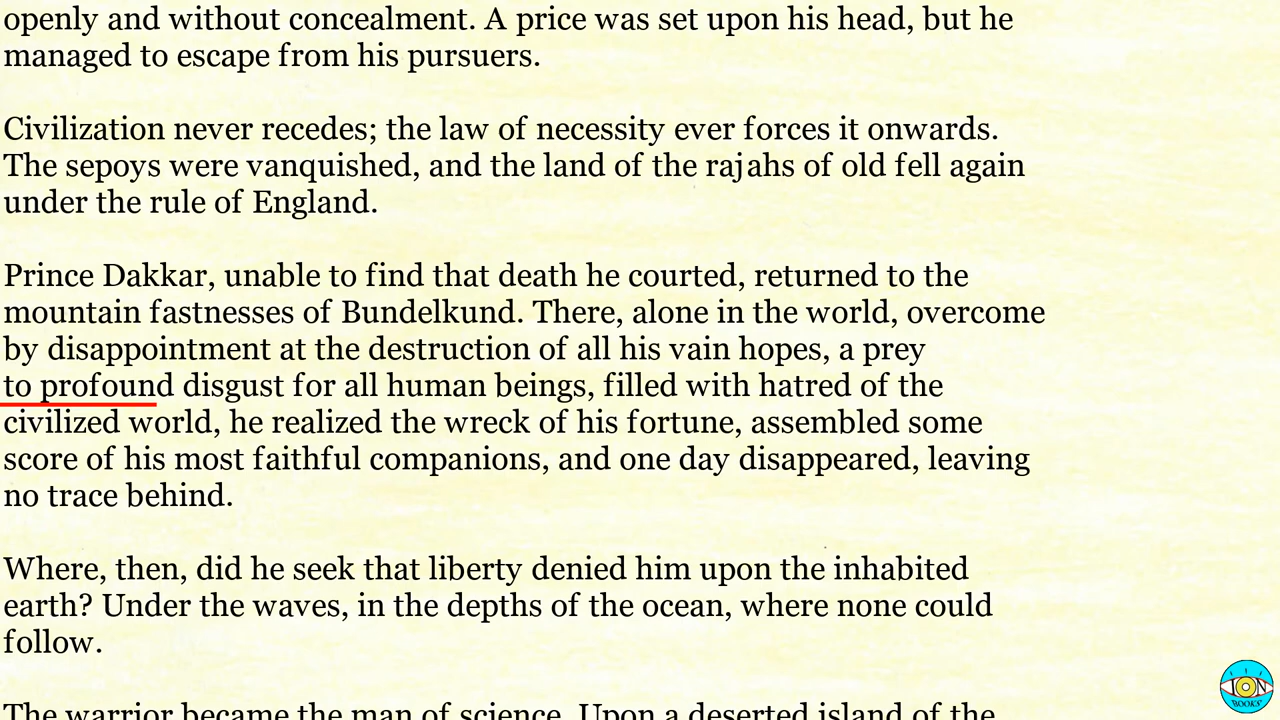 openly and without concealment. A price was set upon his head, but he
managed to escape from his pursuers.
Civilization never recedes; the law of necessity ever forces it onwards.
The sepoys were vanquished, and the land of the rajahs of old fell again
under the rule of England.
Prince Dakkar, unable to find that death he courted, returned to the
mountain fastnesses of Bundelkund. There, alone in the world, overcome
by disappointment at the destruction of all his vain hopes, a prey
to profound disgust for all human beings, filled with hatred of the
civilized world, he realized the wreck of his fortune, assembled some
score of his most faithful companions, and one day disappeared, leaving
no trace behind.
Where, then, did he seek that liberty denied him upon the inhabited
earth? Under the waves, in the depths of the ocean, where none could
follow.
The warrior became the man of science. Upon a deserted island of the
ION
BOOKS